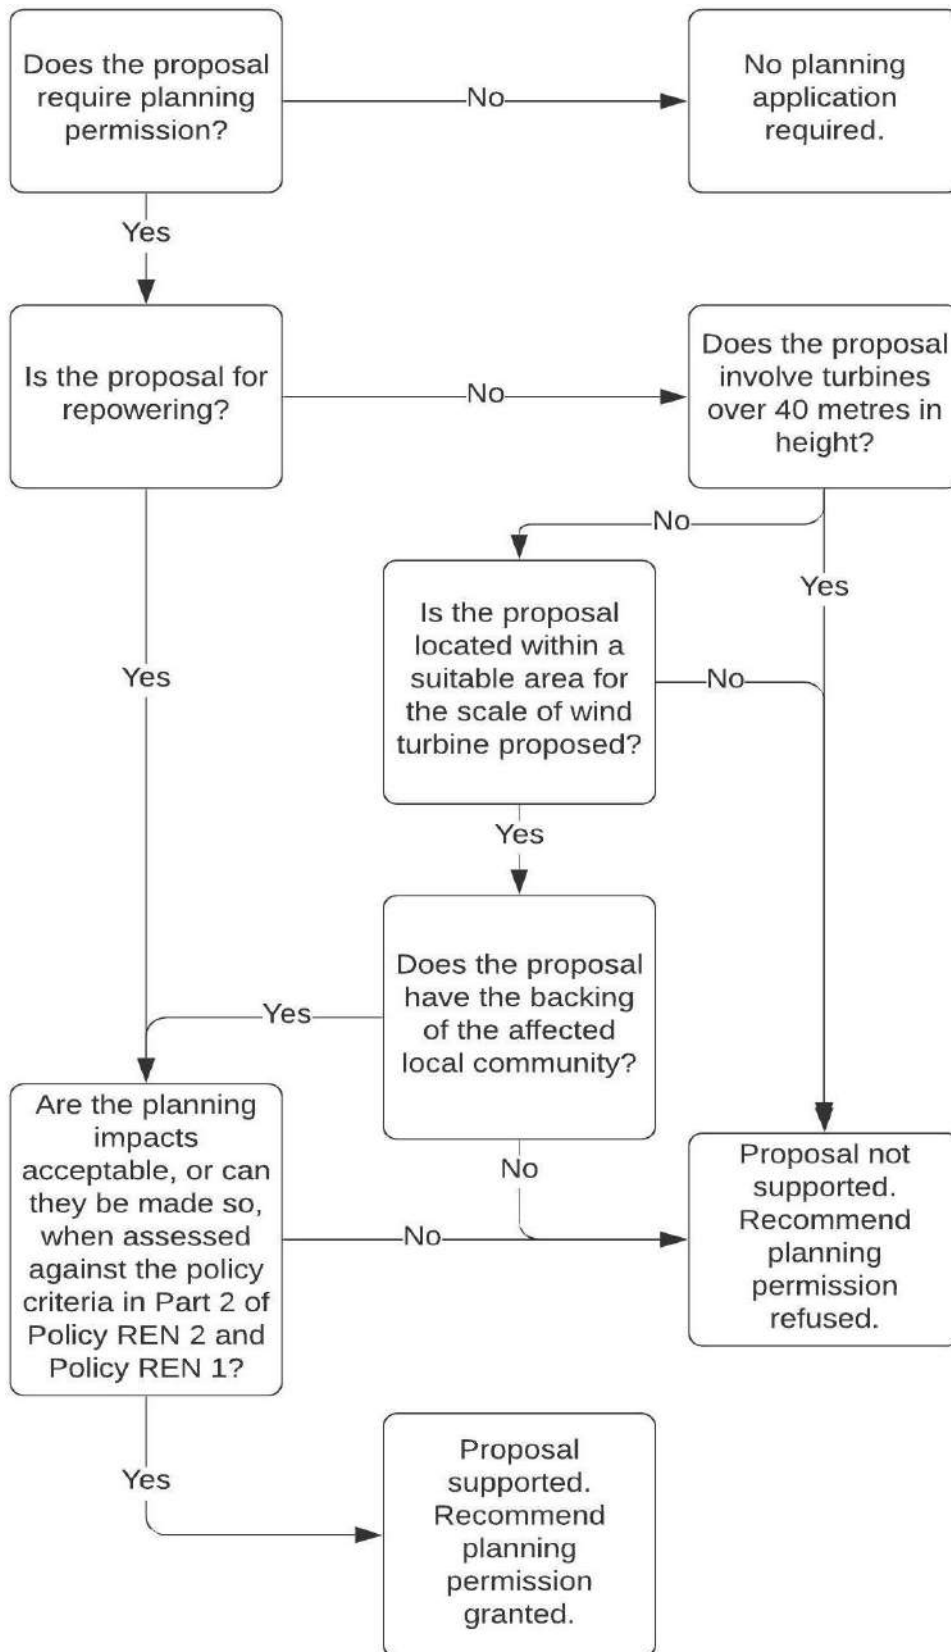 Does the proposal
require planning
permission?
No
No planning
application
required.
Yes
Is the proposal for
repowering?
No
Does the proposal
involve turbines
over 40 metres in
height?
No
Yes
Is the proposal
located within a
suitable area for
the scale of wind
turbine proposed?
No
Yes
Yes
Does the proposal
have the backing
of the affected
local community?
Yes
No
Are the planning
impacts
acceptable, or can
they be made so,
when assessed
against the policy
criteria in Part 2 of
Policy REN 2 and
Policy REN 1?
No
Proposal not
supported.
Recommend
planning
permission
refused.
Yes
Proposal
supported.
Recommend
planning
permission
granted.